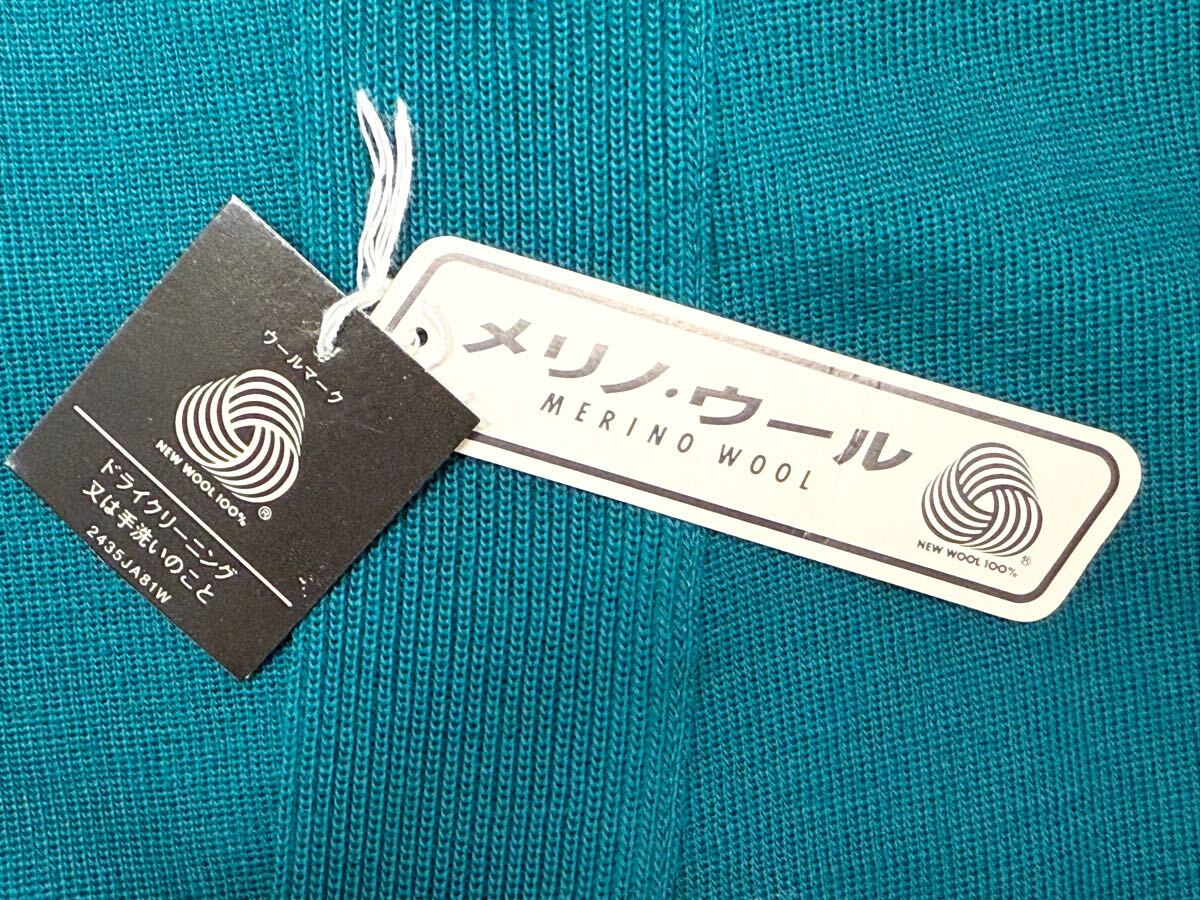 ウールマーク
NEW WOOL 100% ®
ドライクリーニング
又は手洗いのこと
2435JA81W
メリノ・ウール
MERINO WOOL
NEW WOOL 100% ®